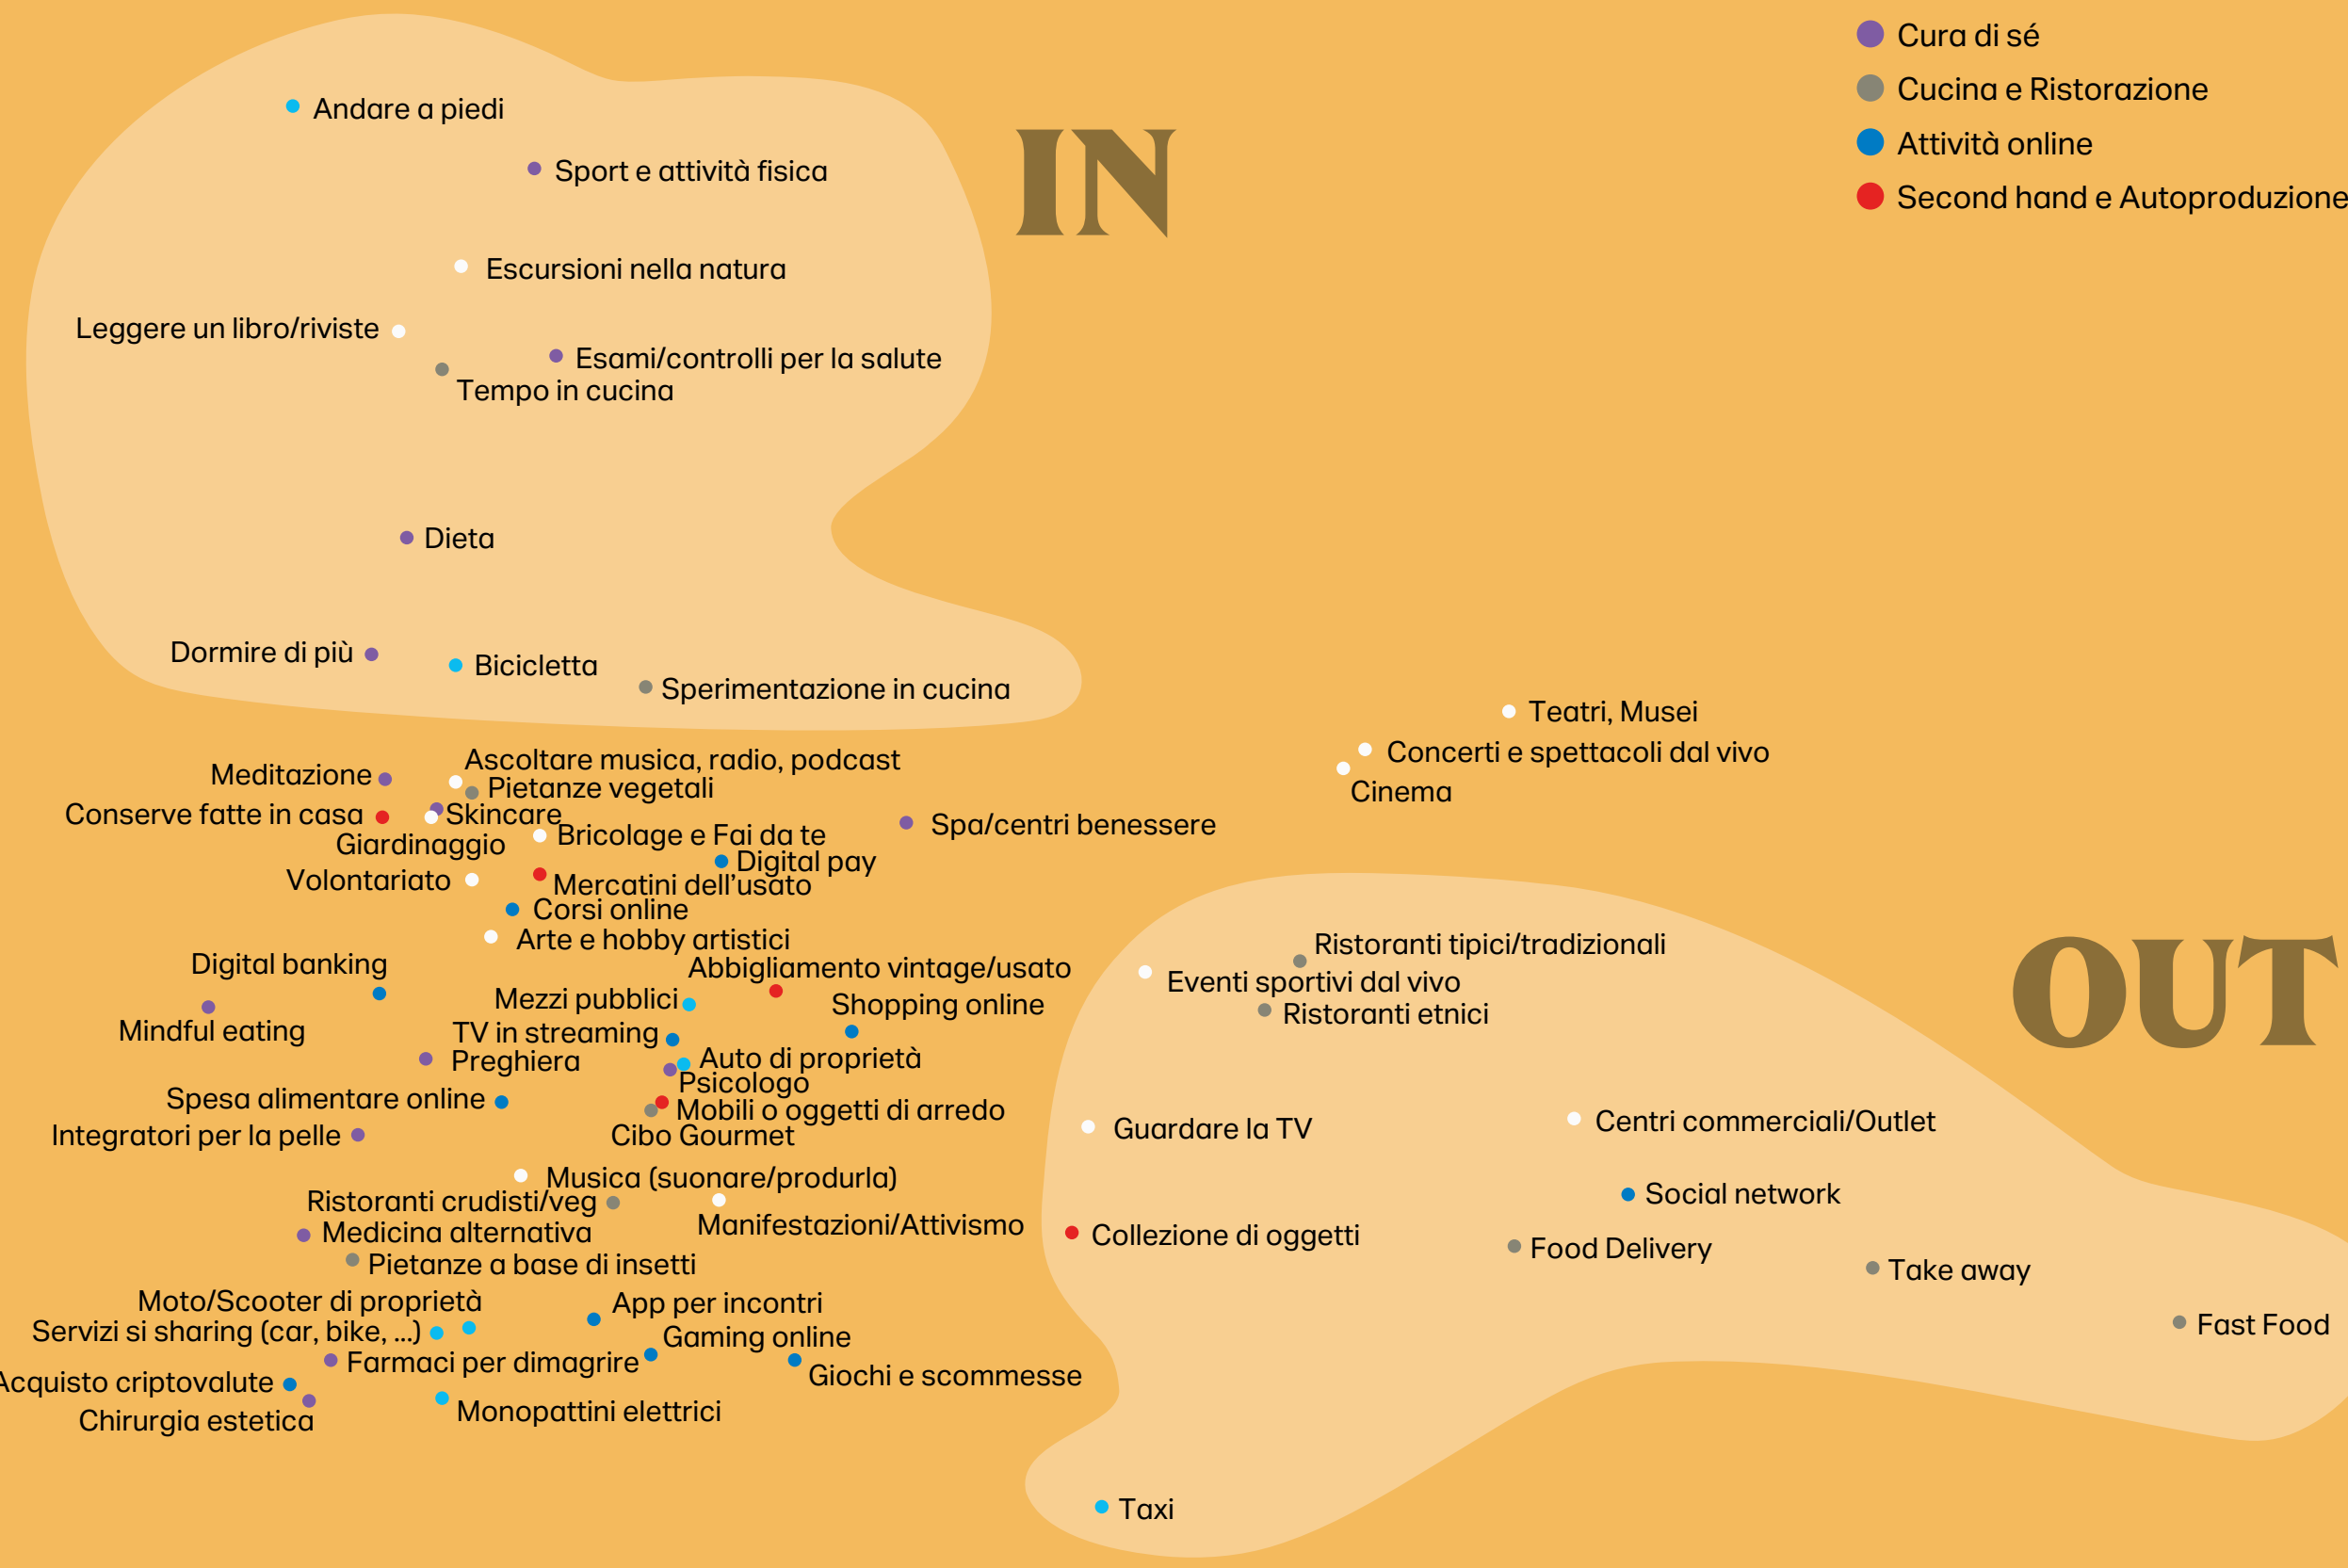 Cura di sé
Cucina e Ristorazione
Attività online
Second hand e Autoproduzione
IN
Andare a piedi
Sport e attività fisica
Escursioni nella natura
Leggere un libro/riviste
Esami/controlli per la salute
Tempo in cucina
Dieta
Dormire di più
Bicicletta
Sperimentazione in cucina
Teatri, Musei
Concerti e spettacoli dal vivo
Cinema
Ascoltare musica, radio, podcast
Meditazione
Pietanze vegetali
Conserve fatte in casa
Skincare
Giardinaggio
Bricolage e Fai da te
Spa/centri benessere
Digital pay
Volontariato
Mercatini dell’usato
Corsi online
Arte e hobby artistici
Digital banking
Abbigliamento vintage/usato
Mezzi pubblici
Shopping online
Mindful eating
TV in streaming
Preghiera
Auto di proprietà
Psicologo
Spesa alimentare online
Mobili o oggetti di arredo
Integratori per la pelle
Cibo Gourmet
Musica (suonare/produrla)
Ristoranti crudisti/veg
Manifestazioni/Attivismo
Medicina alternativa
Pietanze a base di insetti
Moto/Scooter di proprietà
App per incontri
Servizi si sharing (car, bike, ...)
Gaming online
Farmaci per dimagrire
Giochi e scommesse
Acquisto criptovalute
Chirurgia estetica
Monopattini elettrici
OUT
Ristoranti tipici/tradizionali
Eventi sportivi dal vivo
Ristoranti etnici
Guardare la TV
Centri commerciali/Outlet
Social network
Collezione di oggetti
Food Delivery
Take away
Fast Food
Taxi